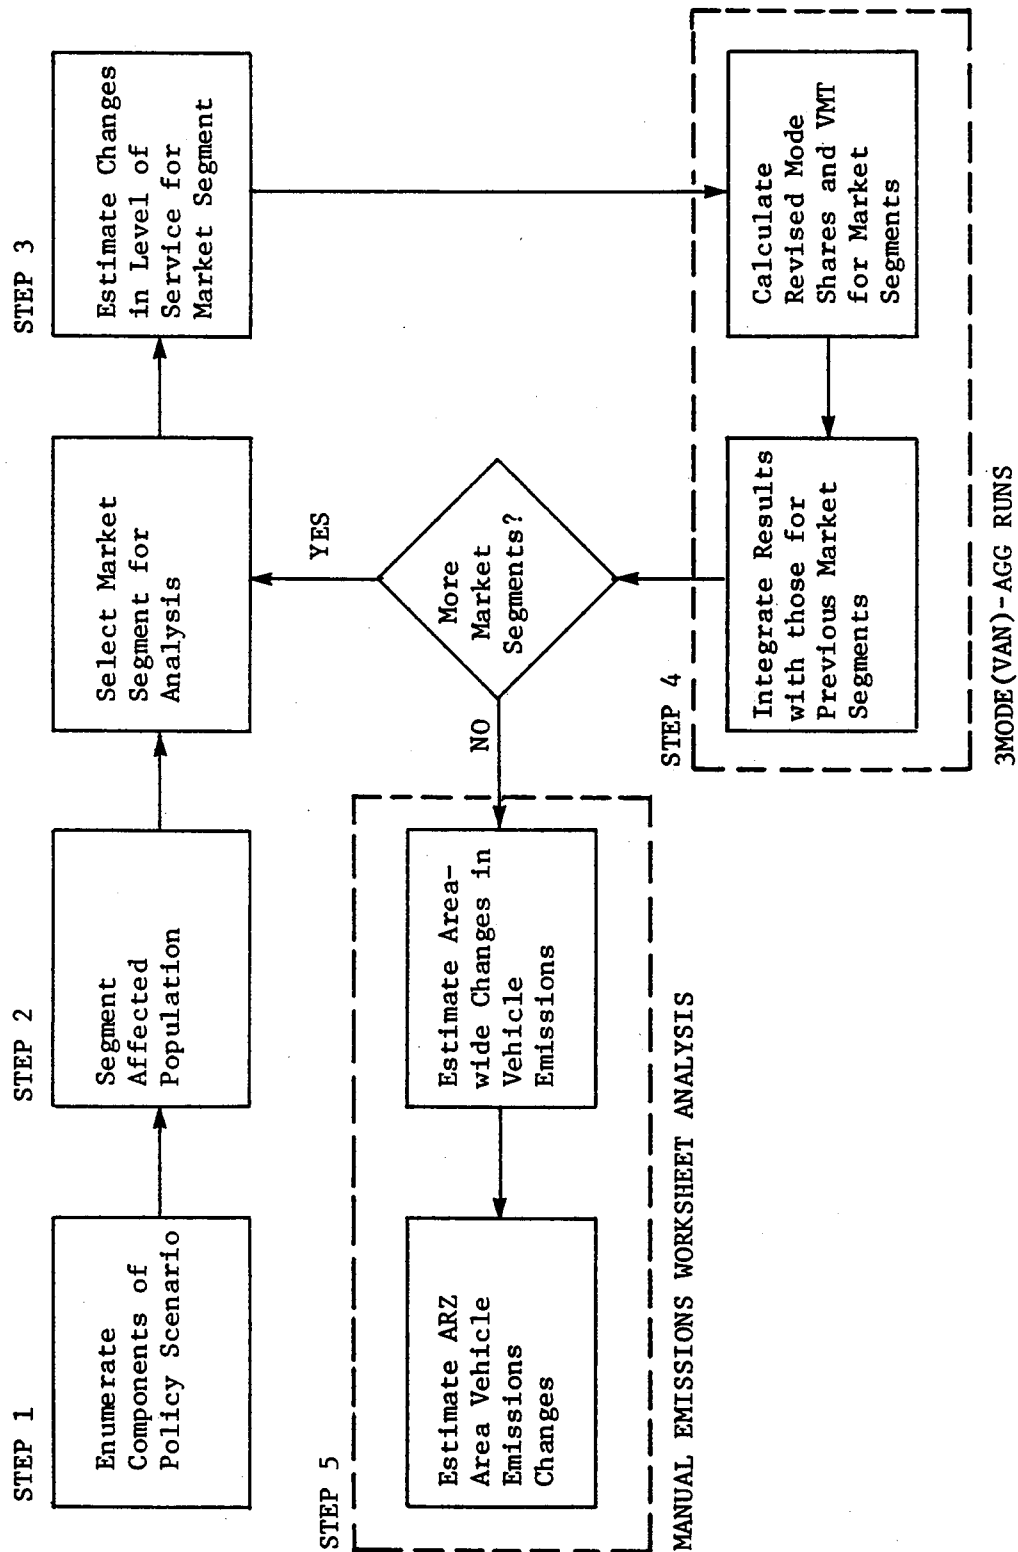 STEP 1
Enumerate
Components of
Policy Scenario
STEP 2
Segment
Affected
Population
Select Market
Segment for
Analysis
STEP 3
Estimate Changes
in Level of
Service for
Market Segment
YES
More
Market
Segments?
NO
STEP 4
Calculate
Revised Mode
Shares and VMT
for Market
Segments
Integrate Results
with those for
Previous Market
Segments
3MODE(VAN)-AGG RUNS
STEP 5
Estimate Area-
wide Changes in
Vehicle
Emissions
Estimate ARZ
Area Vehicle
Emissions
Changes
MANUAL EMISSIONS WORKSHEET ANALYSIS